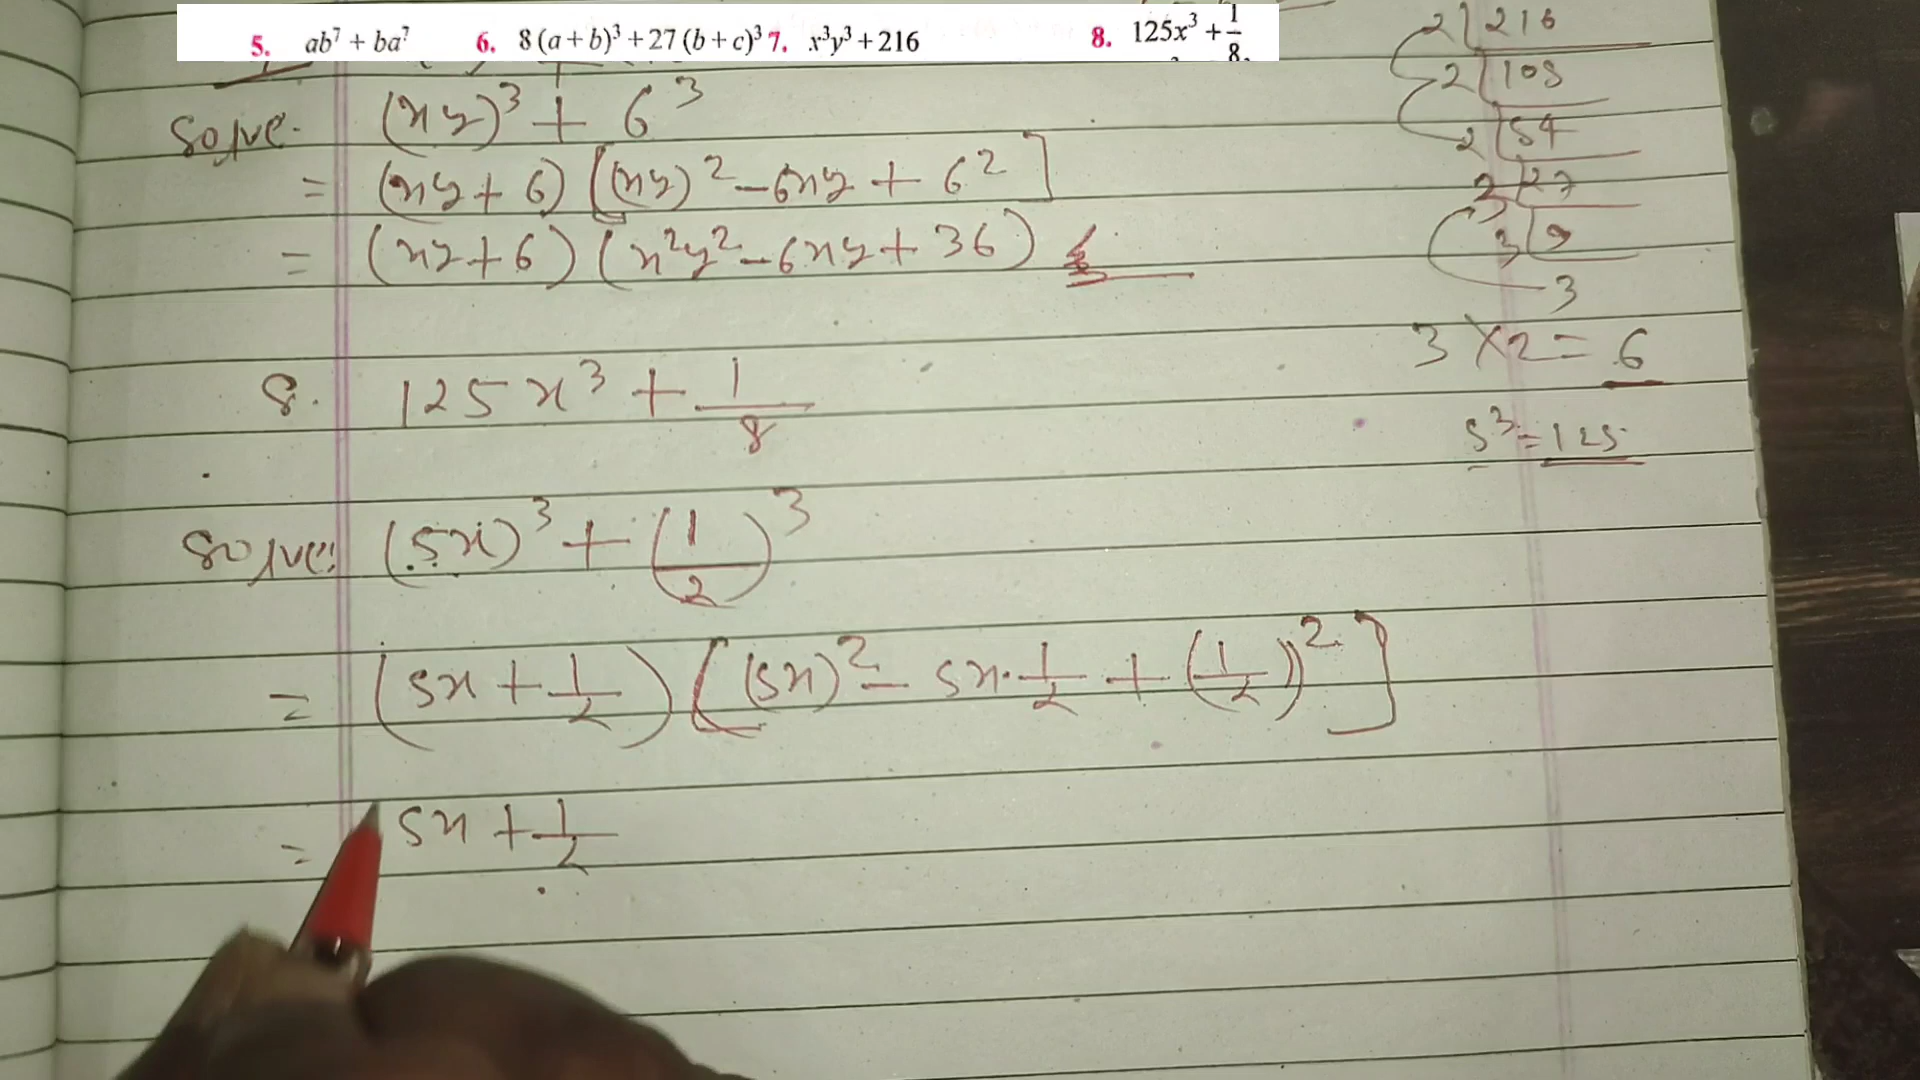 5. ab⁷ + ba⁷ 6. 8 (a + b)³ + 27 (b + c)³ 7. x³y³ + 216 8. 125x³ + 1/8.
Solve. (xy)³ + 6³
= (xy + 6) [(xy)² - 6xy + 6²]
= (xy + 6) (x²y² - 6xy + 36)
8. 125x³ + 1/8
Solve: (5x)³ + (1/2)³
= (5x + 1/2) [(5x)² - 5x · 1/2 + (1/2)²]
= 5x + 1/2
2 | 216
2 | 108
2 | 54
3 | 27
3 | 9
3
3 × 2 = 6
5³ = 125